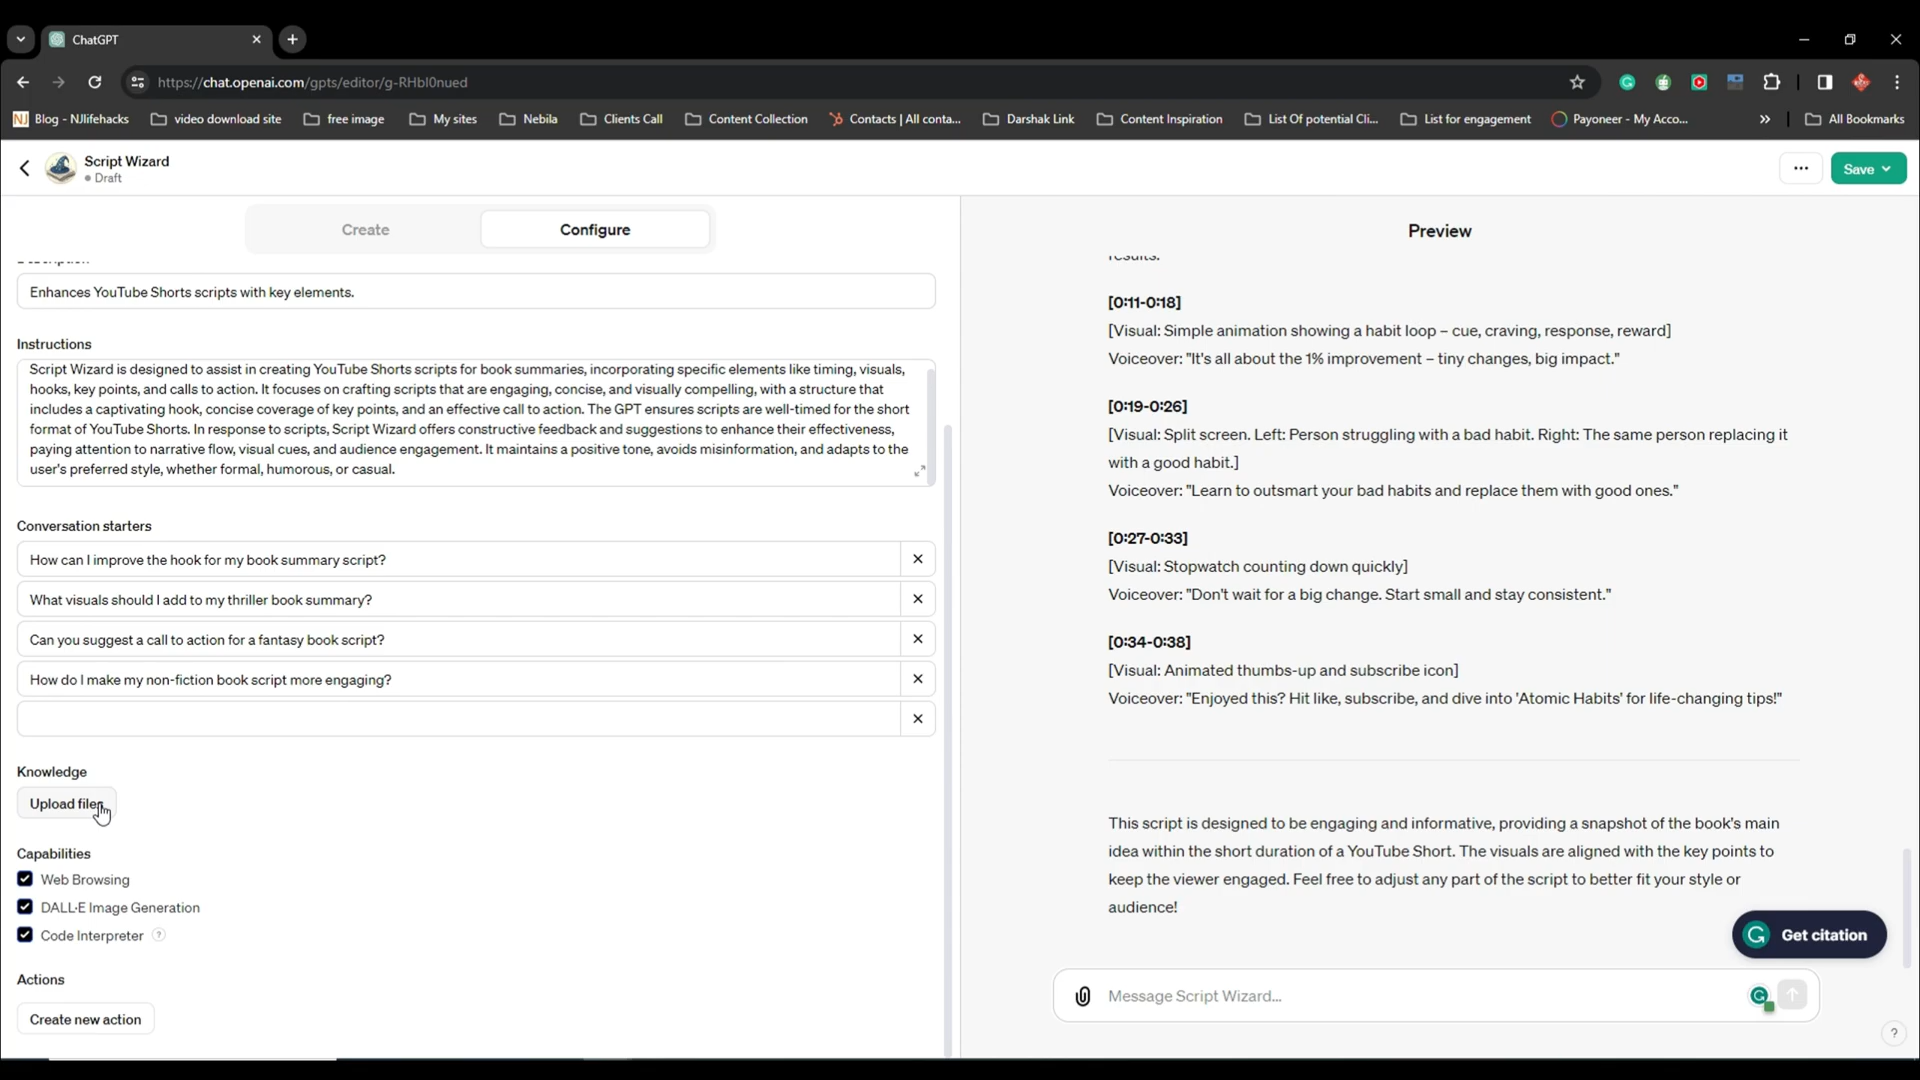 ChatGPT
https://chat.openai.com/gpts/editor/g-RHbl0nued
NJ Blog - NJlifehacks
video download site
free image
My sites
Nebila
Clients Call
Content Collection
Contacts | All conta...
Darshak Link
Content Inspiration
List Of potential Cli...
List for engagement
Payoneer - My Acco...
»
All Bookmarks
Script Wizard
Draft
...
Save
Create
Configure
Description
Enhances YouTube Shorts scripts with key elements.
Instructions
Script Wizard is designed to assist in creating YouTube Shorts scripts for book summaries, incorporating specific elements like timing, visuals,
hooks, key points, and calls to action. It focuses on crafting scripts that are engaging, concise, and visually compelling, with a structure that
includes a captivating hook, concise coverage of key points, and an effective call to action. The GPT ensures scripts are well-timed for the short
format of YouTube Shorts. In response to scripts, Script Wizard offers constructive feedback and suggestions to enhance their effectiveness,
paying attention to narrative flow, visual cues, and audience engagement. It maintains a positive tone, avoids misinformation, and adapts to the
user's preferred style, whether formal, humorous, or casual.
Conversation starters
How can I improve the hook for my book summary script?
What visuals should I add to my thriller book summary?
Can you suggest a call to action for a fantasy book script?
How do I make my non-fiction book script more engaging?
Knowledge
Upload files
Capabilities
Web Browsing
DALL·E Image Generation
Code Interpreter ?
Actions
Create new action
Preview
results.
[0:11-0:18]
[Visual: Simple animation showing a habit loop – cue, craving, response, reward]
Voiceover: "It's all about the 1% improvement – tiny changes, big impact."
[0:19-0:26]
[Visual: Split screen. Left: Person struggling with a bad habit. Right: The same person replacing it
with a good habit.]
Voiceover: "Learn to outsmart your bad habits and replace them with good ones."
[0:27-0:33]
[Visual: Stopwatch counting down quickly]
Voiceover: "Don't wait for a big change. Start small and stay consistent."
[0:34-0:38]
[Visual: Animated thumbs-up and subscribe icon]
Voiceover: "Enjoyed this? Hit like, subscribe, and dive into 'Atomic Habits' for life-changing tips!"
This script is designed to be engaging and informative, providing a snapshot of the book's main
idea within the short duration of a YouTube Short. The visuals are aligned with the key points to
keep the viewer engaged. Feel free to adjust any part of the script to better fit your style or
audience!
Get citation
Message Script Wizard...
?